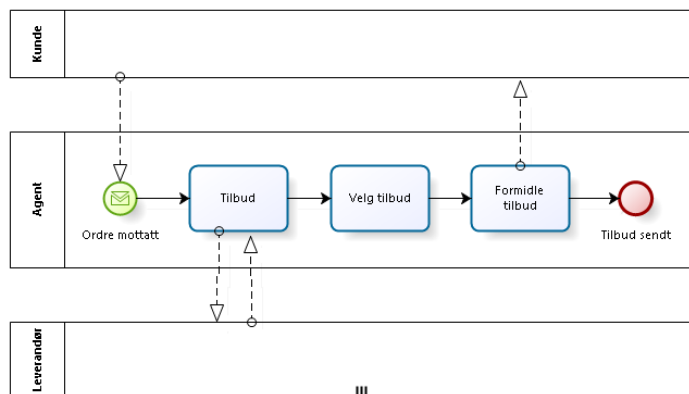 Kunde
Agent
Ordre mottatt
Tilbud
Velg tilbud
Formidle
tilbud
Tilbud sendt
Leverandør